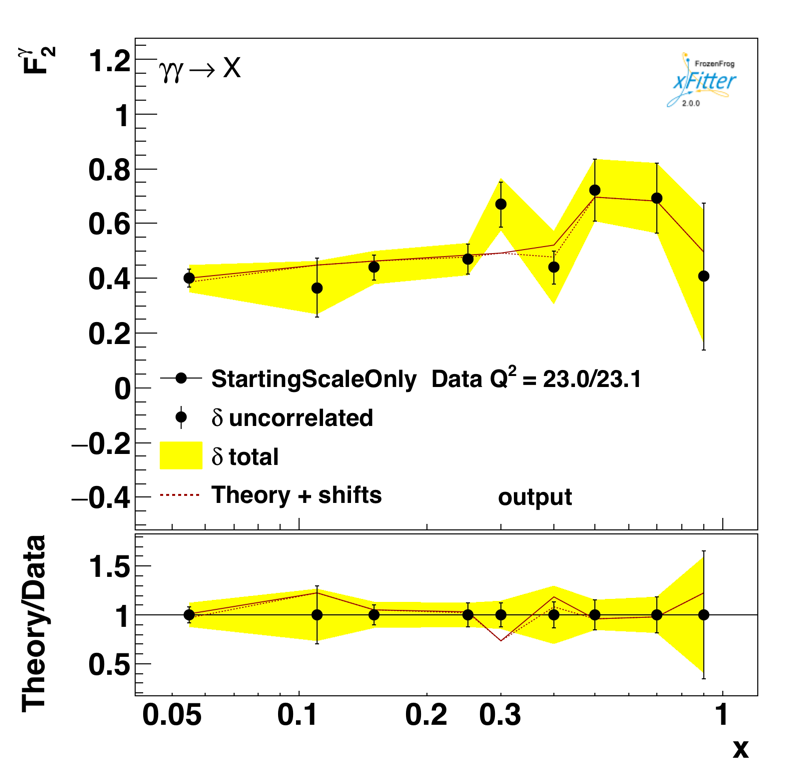 F₂^γ
1.2
γγ → X
FrozenFrog
xFitter
2.0.0
1
0.8
0.6
0.4
0.2
0
StartingScaleOnly Data Q² = 23.0/23.1
δ uncorrelated
−0.2
δ total
−0.4
Theory + shifts
output
Theory/Data
1.5
1
0.5
0.05 0.1 0.2 0.3 1
x